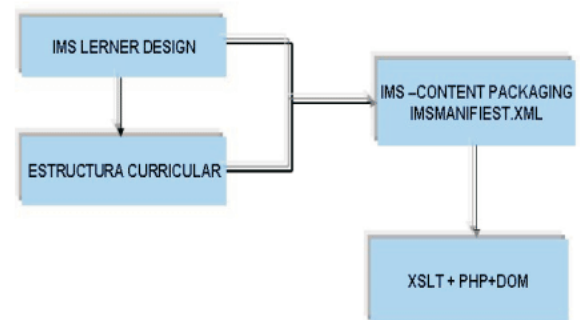 IMS LERNER DESIGN
ESTRUCTURA CURRICULAR
IMS –CONTENT PACKAGING
IMSMANIFIEST.XML
XSLT + PHP+DOM